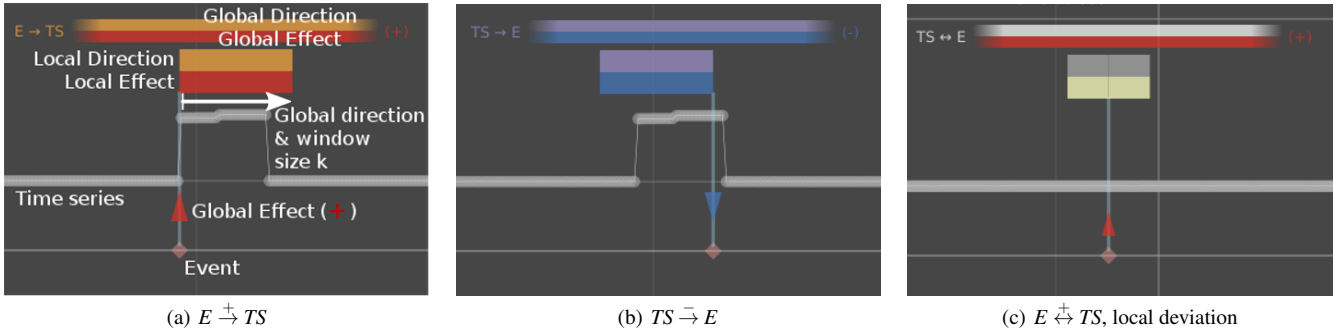 Global Direction
E → TS
(+)
Global Effect
Local Direction
Local Effect
Global direction
& window
size k
Time series
Global Effect (+)
Event
(a) E +→ TS
TS → E
(-)
(b) TS −→ E
TS ↔ E
(+)
(c) E +↔ TS, local deviation